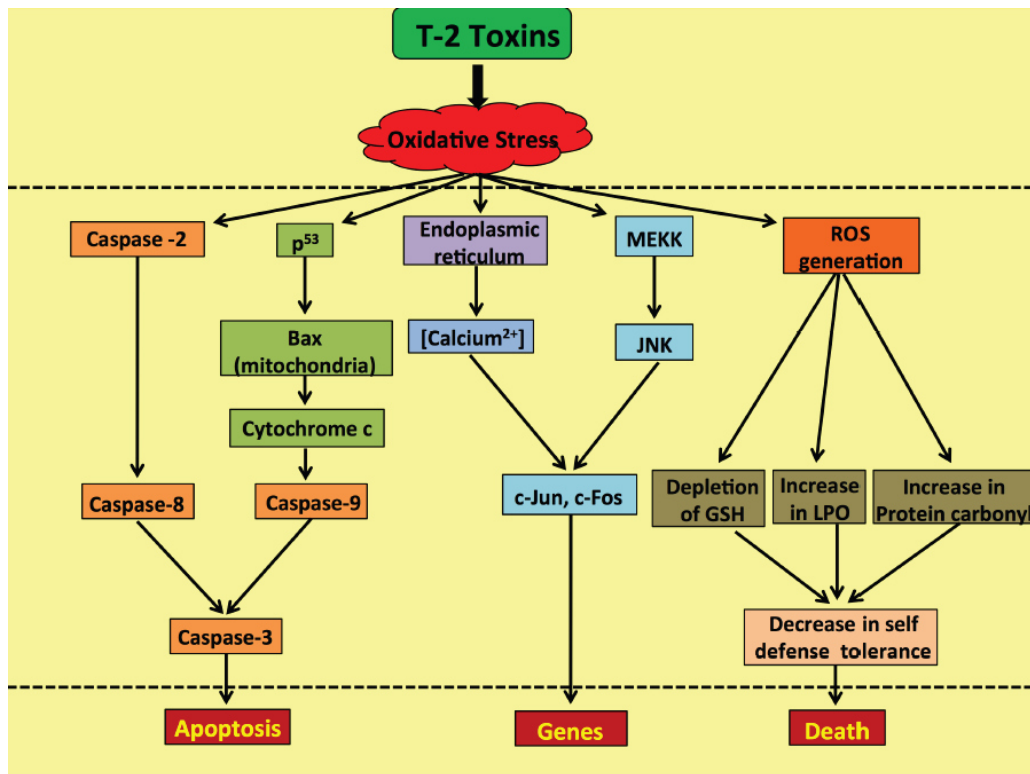 T-2 Toxins
Oxidative Stress
Caspase -2
p⁵³
Endoplasmic
reticulum
MEKK
ROS
generation
Bax
(mitochondria)
[Calcium²⁺]
JNK
Cytochrome c
Caspase-8
Caspase-9
c-Jun, c-Fos
Depletion
of GSH
Increase
in LPO
Increase in
Protein carbonyl
Caspase-3
Decrease in self
defense tolerance
Apoptosis
Genes
Death